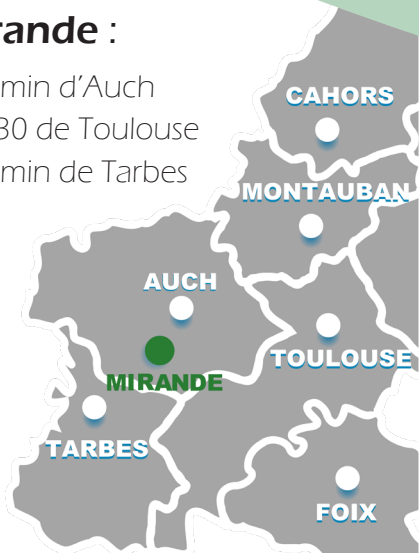 rande :
min d'Auch
30 de Toulouse
min de Tarbes
CAHORS
MONTAUBAN
AUCH
TOULOUSE
MIRANDE
TARBES
FOIX